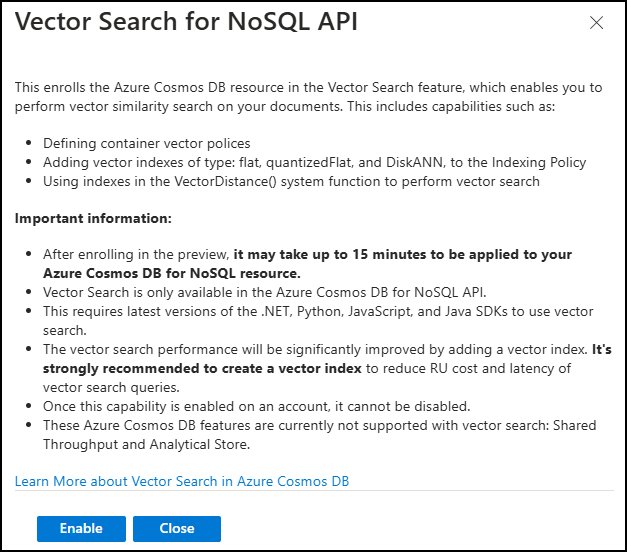 Vector Search for NoSQL API
This enrolls the Azure Cosmos DB resource in the Vector Search feature, which enables you to
perform vector similarity search on your documents. This includes capabilities such as:
• Defining container vector polices
• Adding vector indexes of type: flat, quantizedFlat, and DiskANN, to the Indexing Policy
• Using indexes in the VectorDistance() system function to perform vector search
Important information:
• After enrolling in the preview, it may take up to 15 minutes to be applied to your
Azure Cosmos DB for NoSQL resource.
• Vector Search is only available in the Azure Cosmos DB for NoSQL API.
• This requires latest versions of the .NET, Python, JavaScript, and Java SDKs to use vector
search.
• The vector search performance will be significantly improved by adding a vector index. It's
strongly recommended to create a vector index to reduce RU cost and latency of
vector search queries.
• Once this capability is enabled on an account, it cannot be disabled.
• These Azure Cosmos DB features are currently not supported with vector search: Shared
Throughput and Analytical Store.
Learn More about Vector Search in Azure Cosmos DB
Enable Close